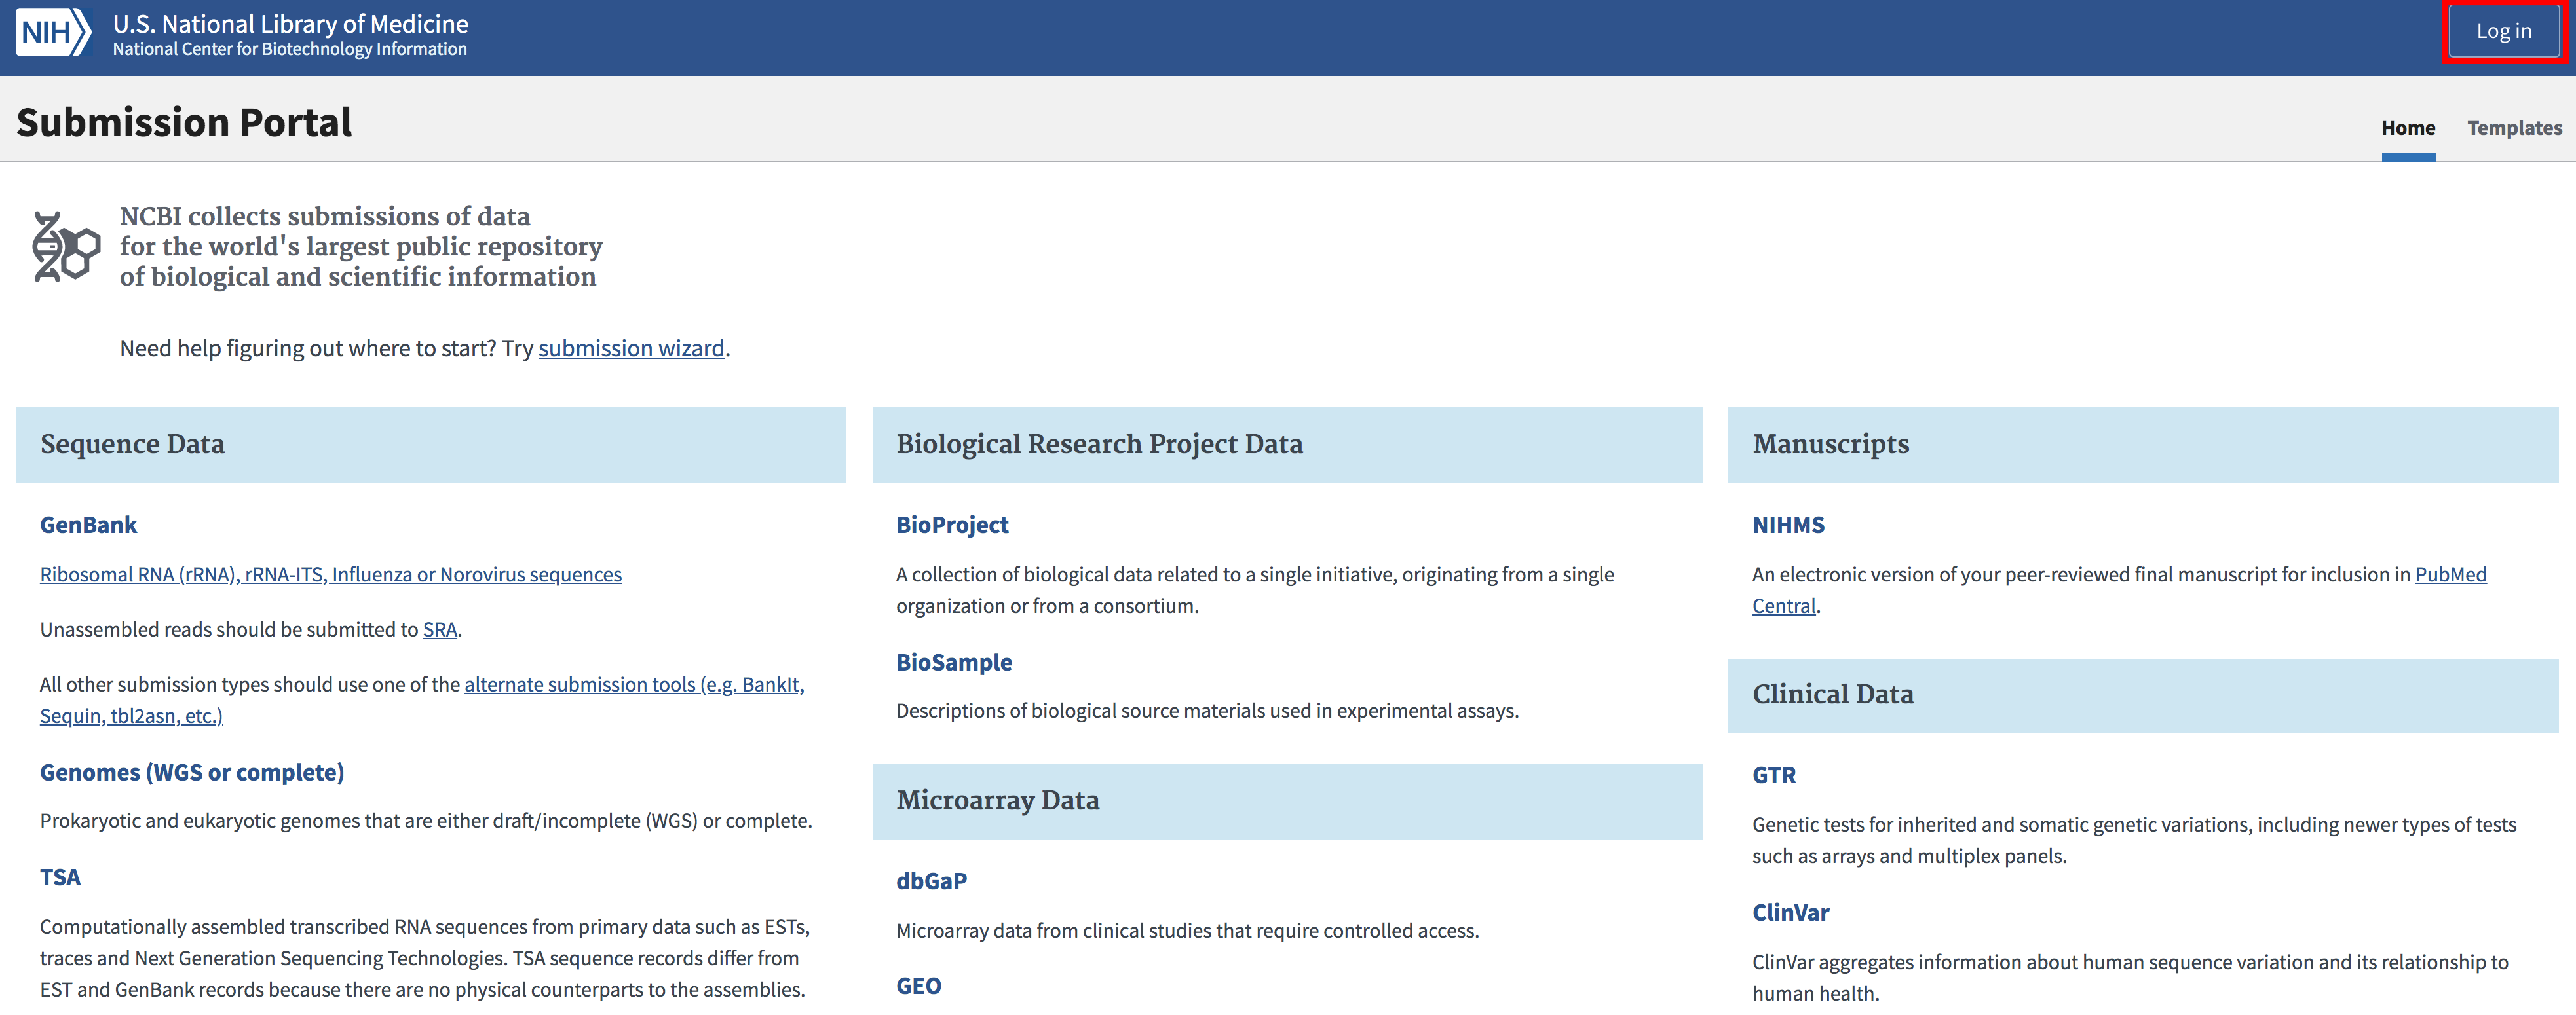 NIH
U.S. National Library of Medicine
National Center for Biotechnology Information
Log in
Submission Portal
Home
Templates
NCBI collects submissions of data
for the world's largest public repository
of biological and scientific information
Need help figuring out where to start? Try submission wizard.
Sequence Data
GenBank
Ribosomal RNA (rRNA), rRNA-ITS, Influenza or Norovirus sequences
Unassembled reads should be submitted to SRA.
All other submission types should use one of the alternate submission tools (e.g. BankIt,
Sequin, tbl2asn, etc.)
Genomes (WGS or complete)
Prokaryotic and eukaryotic genomes that are either draft/incomplete (WGS) or complete.
TSA
Computationally assembled transcribed RNA sequences from primary data such as ESTs,
traces and Next Generation Sequencing Technologies. TSA sequence records differ from
EST and GenBank records because there are no physical counterparts to the assemblies.
Biological Research Project Data
BioProject
A collection of biological data related to a single initiative, originating from a single
organization or from a consortium.
BioSample
Descriptions of biological source materials used in experimental assays.
Microarray Data
dbGaP
Microarray data from clinical studies that require controlled access.
GEO
Manuscripts
NIHMS
An electronic version of your peer-reviewed final manuscript for inclusion in PubMed
Central.
Clinical Data
GTR
Genetic tests for inherited and somatic genetic variations, including newer types of tests
such as arrays and multiplex panels.
ClinVar
ClinVar aggregates information about human sequence variation and its relationship to
human health.